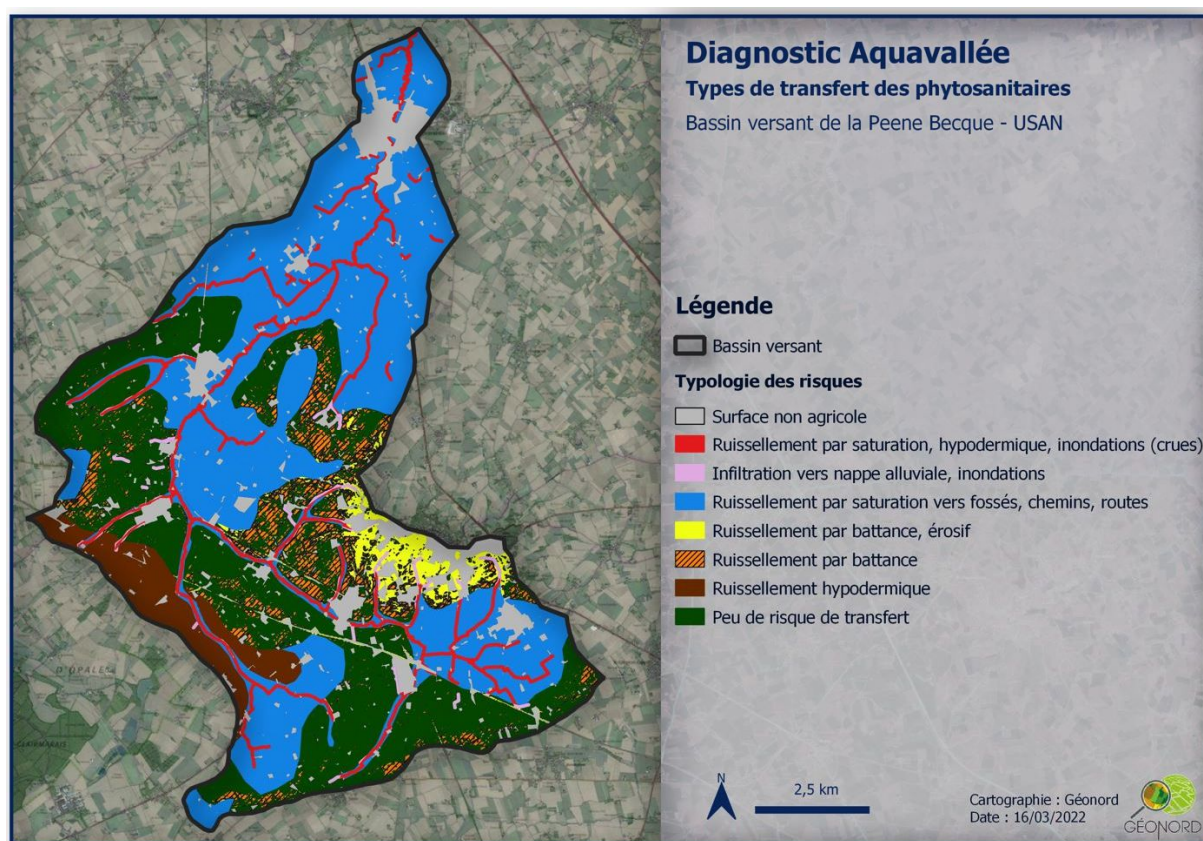 Diagnostic Aquavallée
Types de transfert des phytosanitaires
Bassin versant de la Peene Becque - USAN
Légende
Bassin versant
Typologie des risques
Surface non agricole
Ruissellement par saturation, hypodermique, inondations (crues)
Infiltration vers nappe alluviale, inondations
Ruissellement par saturation vers fossés, chemins, routes
Ruissellement par battance, érosif
Ruissellement par battance
Ruissellement hypodermique
Peu de risque de transfert
D'OPALE
N
2,5 km
Cartographie : Géonord
Date : 16/03/2022
GÉONORD